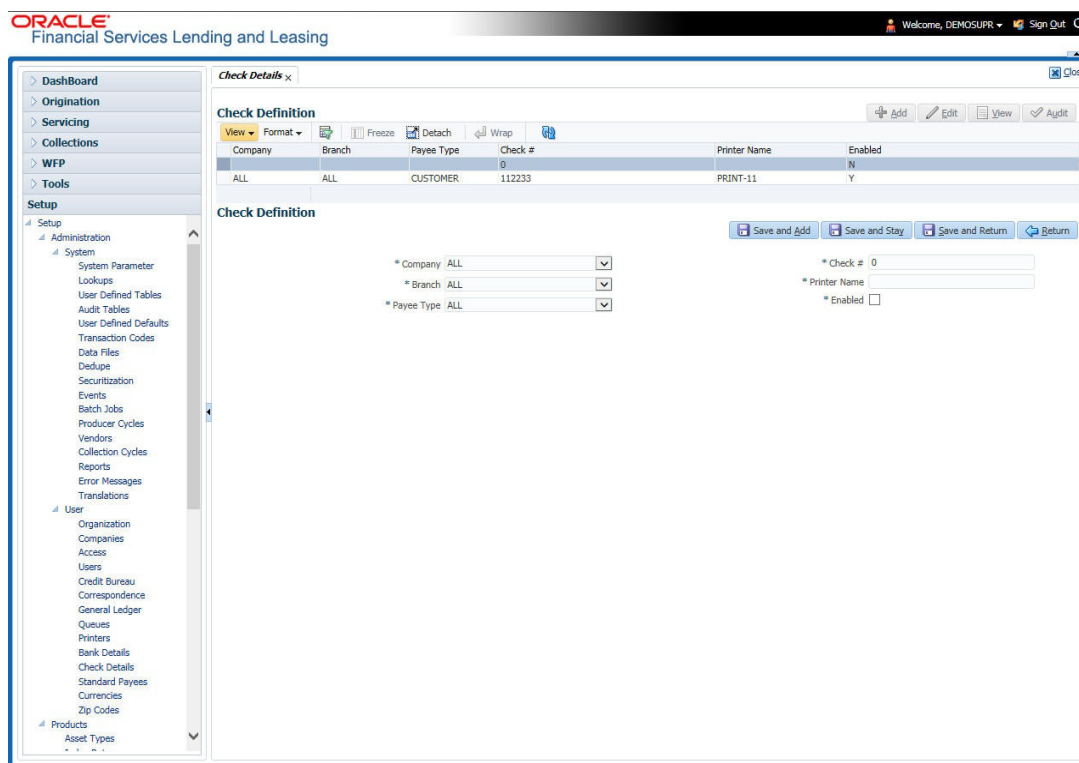 ORACLE'
Financial Services Lending and Leasing
Welcome, DEMOSUPR
Sign Out
DashBoard
Origination
Servicing
Collections
WFP
Tools
Setup
Setup
Administration
System
System Parameter
Lookups
User Defined Tables
Audit Tables
User Defined Defaults
Transaction Codes
Data Files
Dedupe
Securitization
Events
Batch Jobs
Producer Cycles
Vendors
Collection Cycles
Reports
Error Messages
Translations
User
Organization
Companies
Access
Users
Credit Bureau
Correspondence
General Ledger
Queues
Printers
Bank Details
Check Details
Standard Payees
Currencies
Zip Codes
Products
Asset Types
Check Details
Clos
Check Definition
Add Edit View Audit
View Format Freeze Detach Wrap
Company Branch Payee Type Check # Printer Name Enabled
0 N
ALL ALL CUSTOMER 112233 PRINT-11 Y
Check Definition
Save and Add Save and Stay Save and Return Return
* Company ALL
* Branch ALL
* Payee Type ALL
* Check # 0
* Printer Name
* Enabled